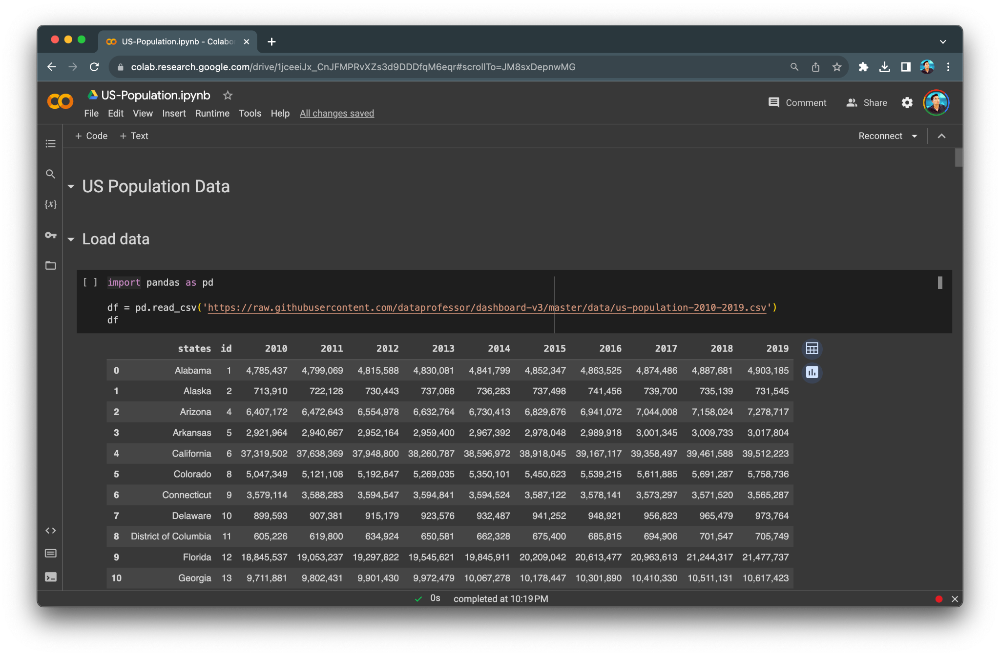 US-Population.ipynb - Colabo
colab.research.google.com/drive/1jceeiJx_CnJFMPRvXZs3d9DDDfqM6eqr#scrollTo=JM8sxDepnwMG
US-Population.ipynb
Comment Share
File Edit View Insert Runtime Tools Help All changes saved
+ Code + Text Reconnect
US Population Data
{x}
Load data
[ ] import pandas as pd
df = pd.read_csv('https://raw.githubusercontent.com/dataprofessor/dashboard-v3/master/data/us-population-2010-2019.csv')
df
states id 2010 2011 2012 2013 2014 2015 2016 2017 2018 2019
0 Alabama 1 4,785,437 4,799,069 4,815,588 4,830,081 4,841,799 4,852,347 4,863,525 4,874,486 4,887,681 4,903,185
1 Alaska 2 713,910 722,128 730,443 737,068 736,283 737,498 741,456 739,700 735,139 731,545
2 Arizona 4 6,407,172 6,472,643 6,554,978 6,632,764 6,730,413 6,829,676 6,941,072 7,044,008 7,158,024 7,278,717
3 Arkansas 5 2,921,964 2,940,667 2,952,164 2,959,400 2,967,392 2,978,048 2,989,918 3,001,345 3,009,733 3,017,804
4 California 6 37,319,502 37,638,369 37,948,800 38,260,787 38,596,972 38,918,045 39,167,117 39,358,497 39,461,588 39,512,223
5 Colorado 8 5,047,349 5,121,108 5,192,647 5,269,035 5,350,101 5,450,623 5,539,215 5,611,885 5,691,287 5,758,736
6 Connecticut 9 3,579,114 3,588,283 3,594,547 3,594,841 3,594,524 3,587,122 3,578,141 3,573,297 3,571,520 3,565,287
7 Delaware 10 899,593 907,381 915,179 923,576 932,487 941,252 948,921 956,823 965,479 973,764
8 District of Columbia 11 605,226 619,800 634,924 650,581 662,328 675,400 685,815 694,906 701,547 705,749
9 Florida 12 18,845,537 19,053,237 19,297,822 19,545,621 19,845,911 20,209,042 20,613,477 20,963,613 21,244,317 21,477,737
10 Georgia 13 9,711,881 9,802,431 9,901,430 9,972,479 10,067,278 10,178,447 10,301,890 10,410,330 10,511,131 10,617,423
0s completed at 10:19 PM